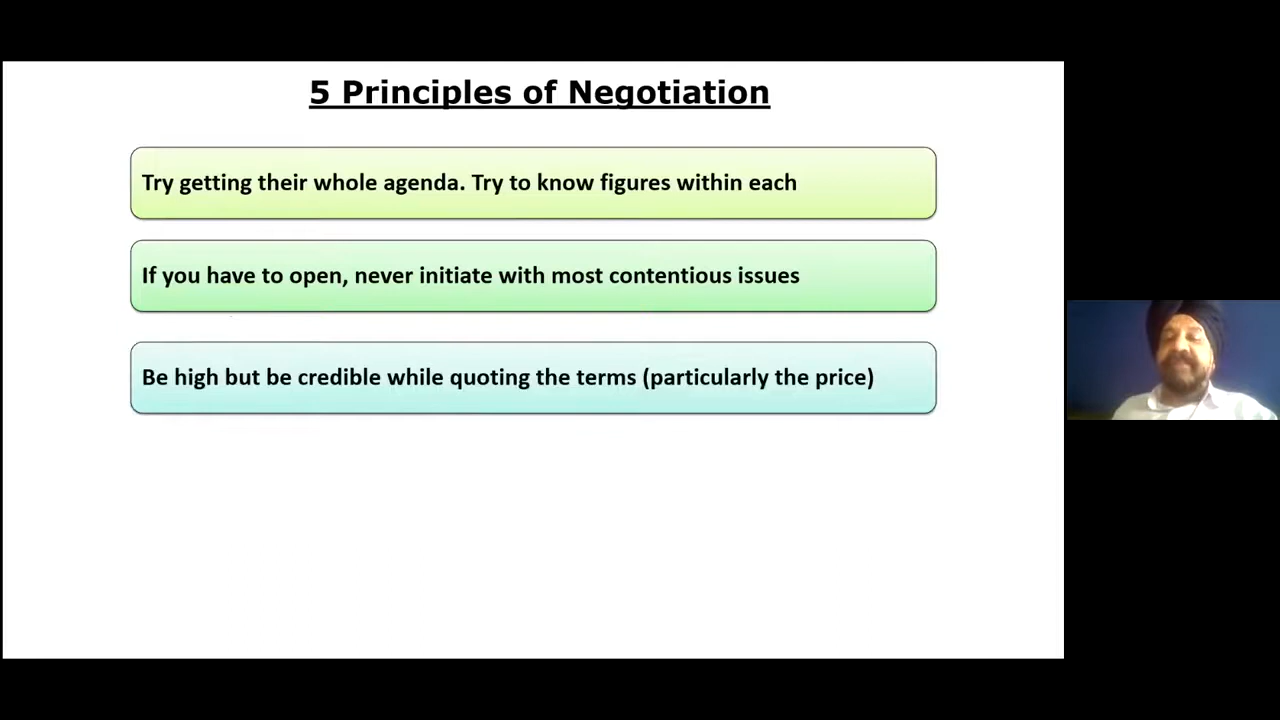 5 Principles of Negotiation
Try getting their whole agenda. Try to know figures within each
If you have to open, never initiate with most contentious issues
Be high but be credible while quoting the terms (particularly the price)